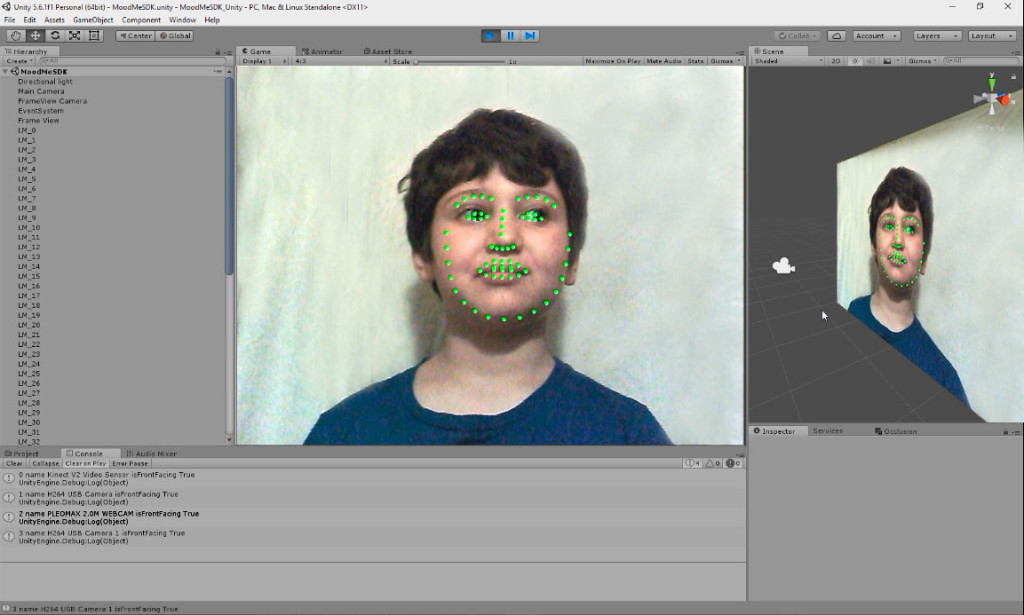 Unity 5.6.1f1 Personal (64bit) - MoodMeSDK.unity - MoodMeSDK_Unity - PC, Mac & Linux Standalone <DX11>
File Edit Assets GameObject Component Window Help
Center Global Collab Account Layers Layout
Hierarchy
Create All
MoodMeSDK
Directional light
Main Camera
FrameView Camera
EventSystem
Frame View
LM_0
LM_1
LM_2
LM_3
LM_4
LM_5
LM_6
LM_7
LM_8
LM_9
LM_10
LM_11
LM_12
LM_13
LM_14
LM_15
LM_16
LM_17
LM_18
LM_19
LM_20
LM_21
LM_22
LM_23
LM_24
LM_25
LM_26
LM_27
LM_28
LM_29
LM_30
LM_31
LM_32
Game Animator Asset Store
Display 1 4:3 Scale 1x Maximize On Play Mute Audio Stats Gizmos
Scene
Shaded 2D Gizmos All
y
Persp
Inspector Services Occlusion
Project Console Audio Mixer
Clear Collapse Clear on Play Error Pause 4 0 0
0 name Kinect V2 Video Sensor isFrontFacing True
UnityEngine.Debug:Log(Object)
1 name H264 USB Camera isFrontFacing True
UnityEngine.Debug:Log(Object)
2 name PLEOMAX 2.0M WEBCAM isFrontFacing True
UnityEngine.Debug:Log(Object)
3 name H264 USB Camera 1 isFrontFacing True
UnityEngine.Debug:Log(Object)
3 name H264 USB Camera 1 isFrontFacing True